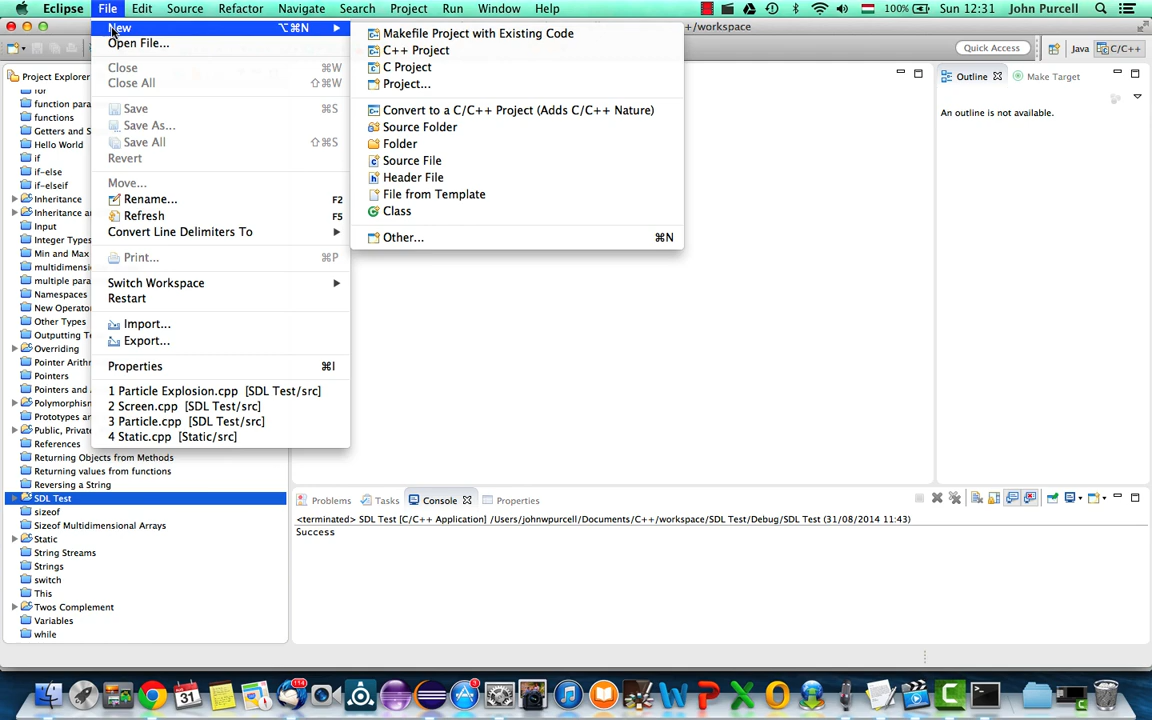 Eclipse File Edit Source Refactor Navigate Search Project Run Window Help 100% Sun 12:31 John Purcell
/workspace
Quick Access Java C/C++
New ⌥⌘N
Open File...
Close ⌘W
Close All ⇧⌘W
Save ⌘S
Save As...
Save All ⇧⌘S
Revert
Move...
Rename... F2
Refresh F5
Convert Line Delimiters To
Print... ⌘P
Switch Workspace
Restart
Import...
Export...
Properties ⌘I
1 Particle Explosion.cpp [SDL Test/src]
2 Screen.cpp [SDL Test/src]
3 Particle.cpp [SDL Test/src]
4 Static.cpp [Static/src]
Makefile Project with Existing Code
C++ Project
C Project
Project...
Convert to a C/C++ Project (Adds C/C++ Nature)
Source Folder
Folder
Source File
Header File
File from Template
Class
Other... ⌘N
Project Explorer
for
function para
functions
Getters and S
Hello World
if
if-else
if-elseif
Inheritance
Inheritance a
Input
Integer Types
Min and Max
multidimensi
multiple para
Namespaces
New Operato
Other Types
Outputting Te
Overriding
Pointer Arith
Pointers
Pointers and
Polymorphism
Prototypes a
Public, Privat
References
Returning Objects from Methods
Returning values from functions
Reversing a String
SDL Test
sizeof
Sizeof Multidimensional Arrays
Static
String Streams
Strings
switch
This
Twos Complement
Variables
while
Outline Make Target
An outline is not available.
Problems Tasks Console Properties
<terminated> SDL Test [C/C++ Application] /Users/johnwpurcell/Documents/C++/workspace/SDL Test/Debug/SDL Test (31/08/2014 11:43)
Success